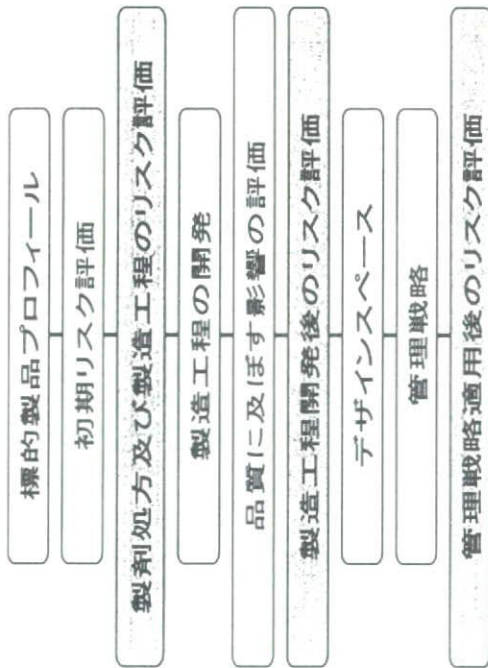 標的製品プロフィール
初期リスク評価
製剤処方及び製造工程のリスク評価
製造工程の開発
品質に及ぼす影響の評価
製造工程開発後のリスク評価
デザインスペース
管理戦略
管理戦略適用後のリスク評価